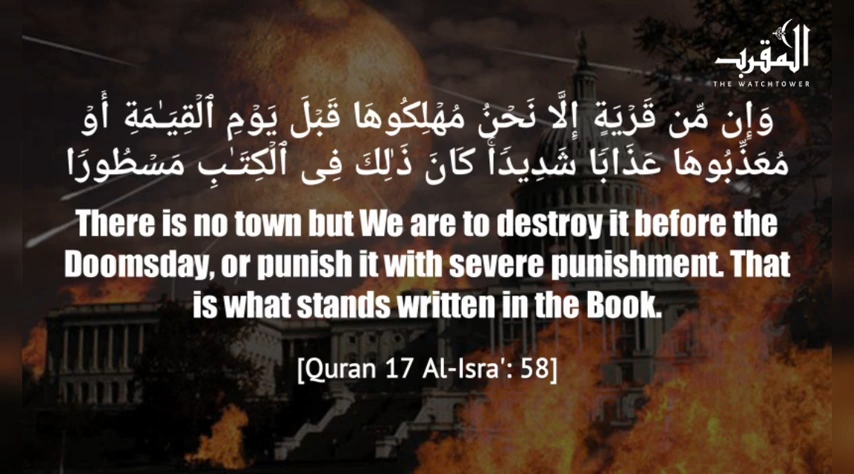 المقرب
THE WATCHTOWER
وَإِن مِّن قَرۡيَةٍ إِلَّا نَحۡنُ مُهۡلِكُوهَا قَبۡلَ يَوۡمِ ٱلۡقِيَـٰمَةِ أَوۡ
مُعَذِّبُوهَا عَذَابࣰا شَدِيدࣰاۚ كَانَ ذَ ٰلِكَ فِی ٱلۡكِتَـٰبِ مَسۡطُورࣰا
There is no town but We are to destroy it before the
Doomsday, or punish it with severe punishment. That
is what stands written in the Book.
[Quran 17 Al-Isra': 58]